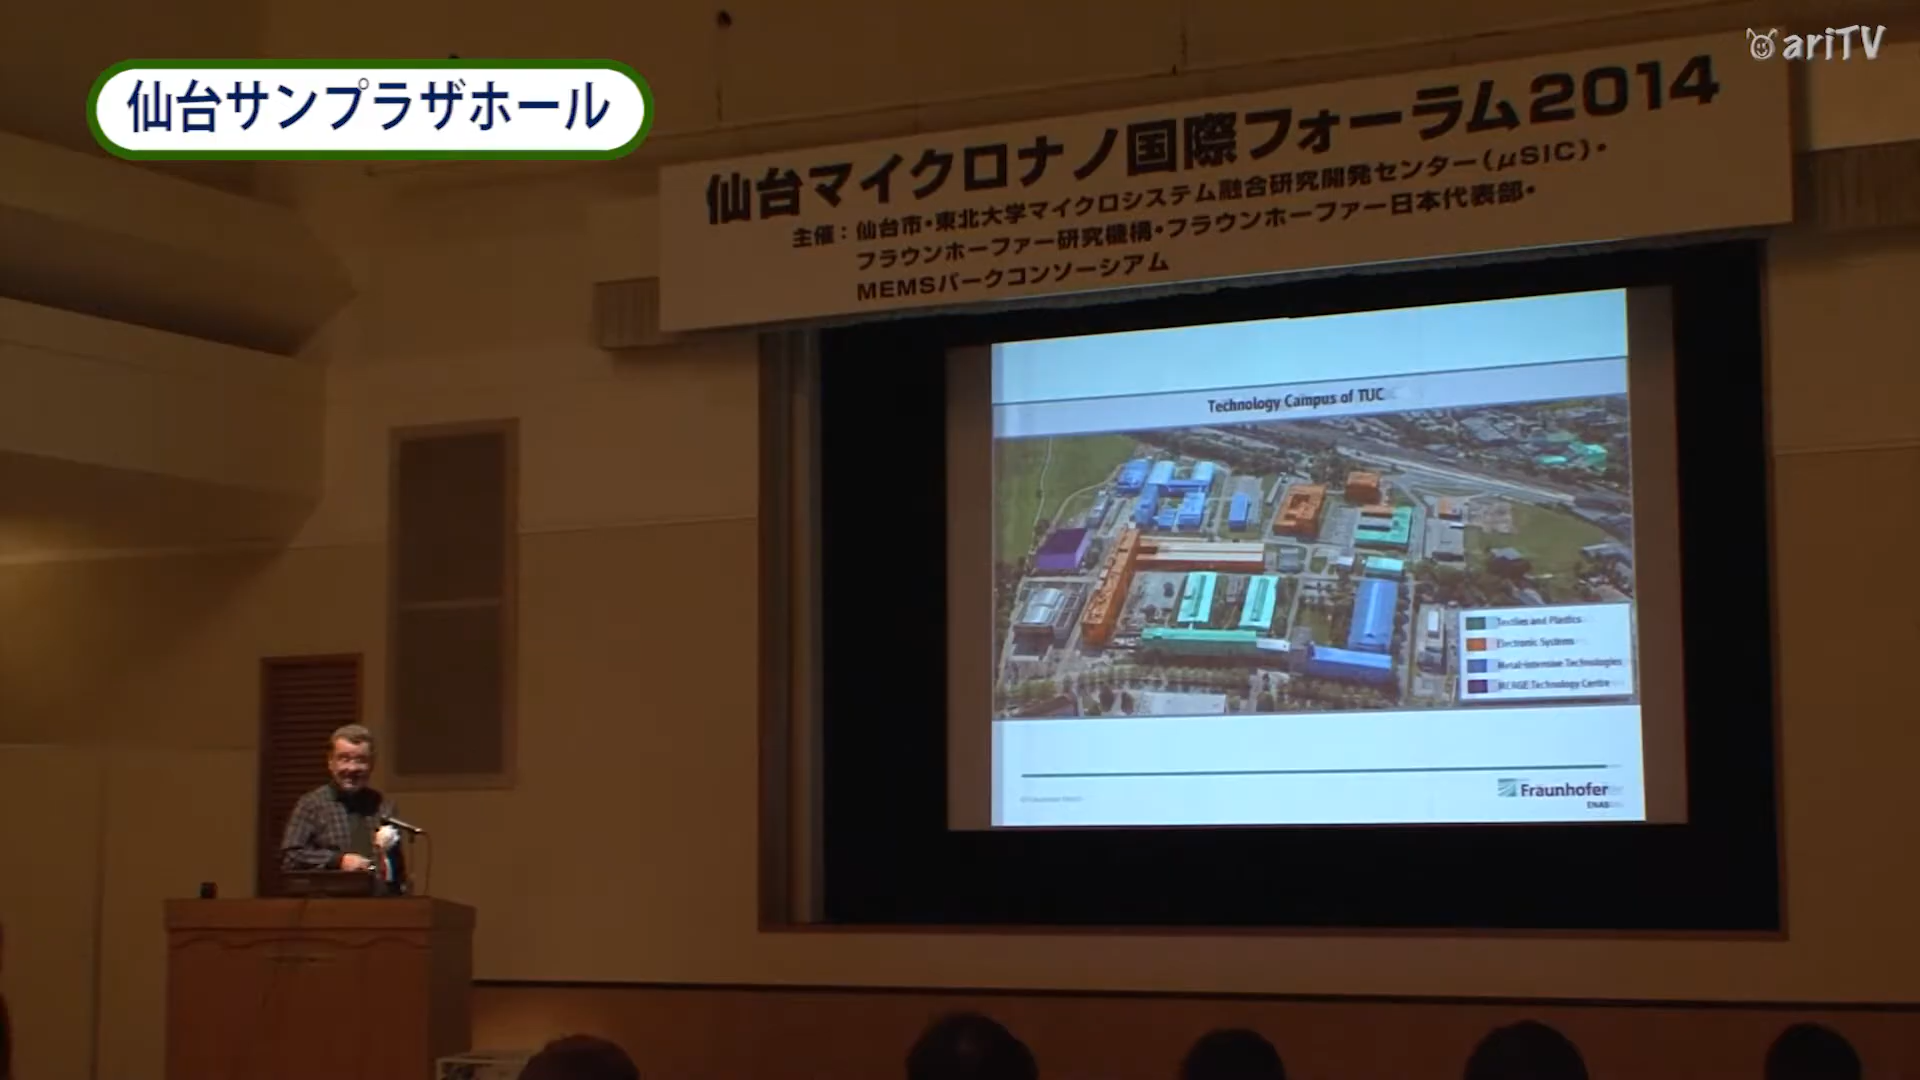 仙台サンプラザホール
ariTV
仙台マイクロナノ国際フォーラム2014
主催：仙台市・東北大学マイクロシステム融合研究開発センター(μSIC)・
フラウンホーファー研究機構・フラウンホーファー日本代表部・
MEMSパークコンソーシアム
Technology Campus of TUC
Textiles and Plastics
Electronic Systems
Metal-intensive Technologies
MERGE Technology Centre
Fraunhofer
ENAS